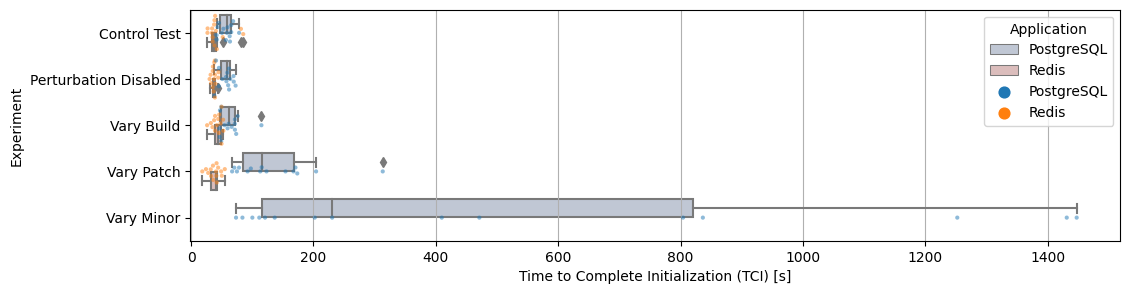 Experiment
Control Test
Perturbation Disabled
Vary Build
Vary Patch
Vary Minor
0 200 400 600 800 1000 1200 1400
Time to Complete Initialization (TCI) [s]
Application
PostgreSQL
Redis
PostgreSQL
Redis